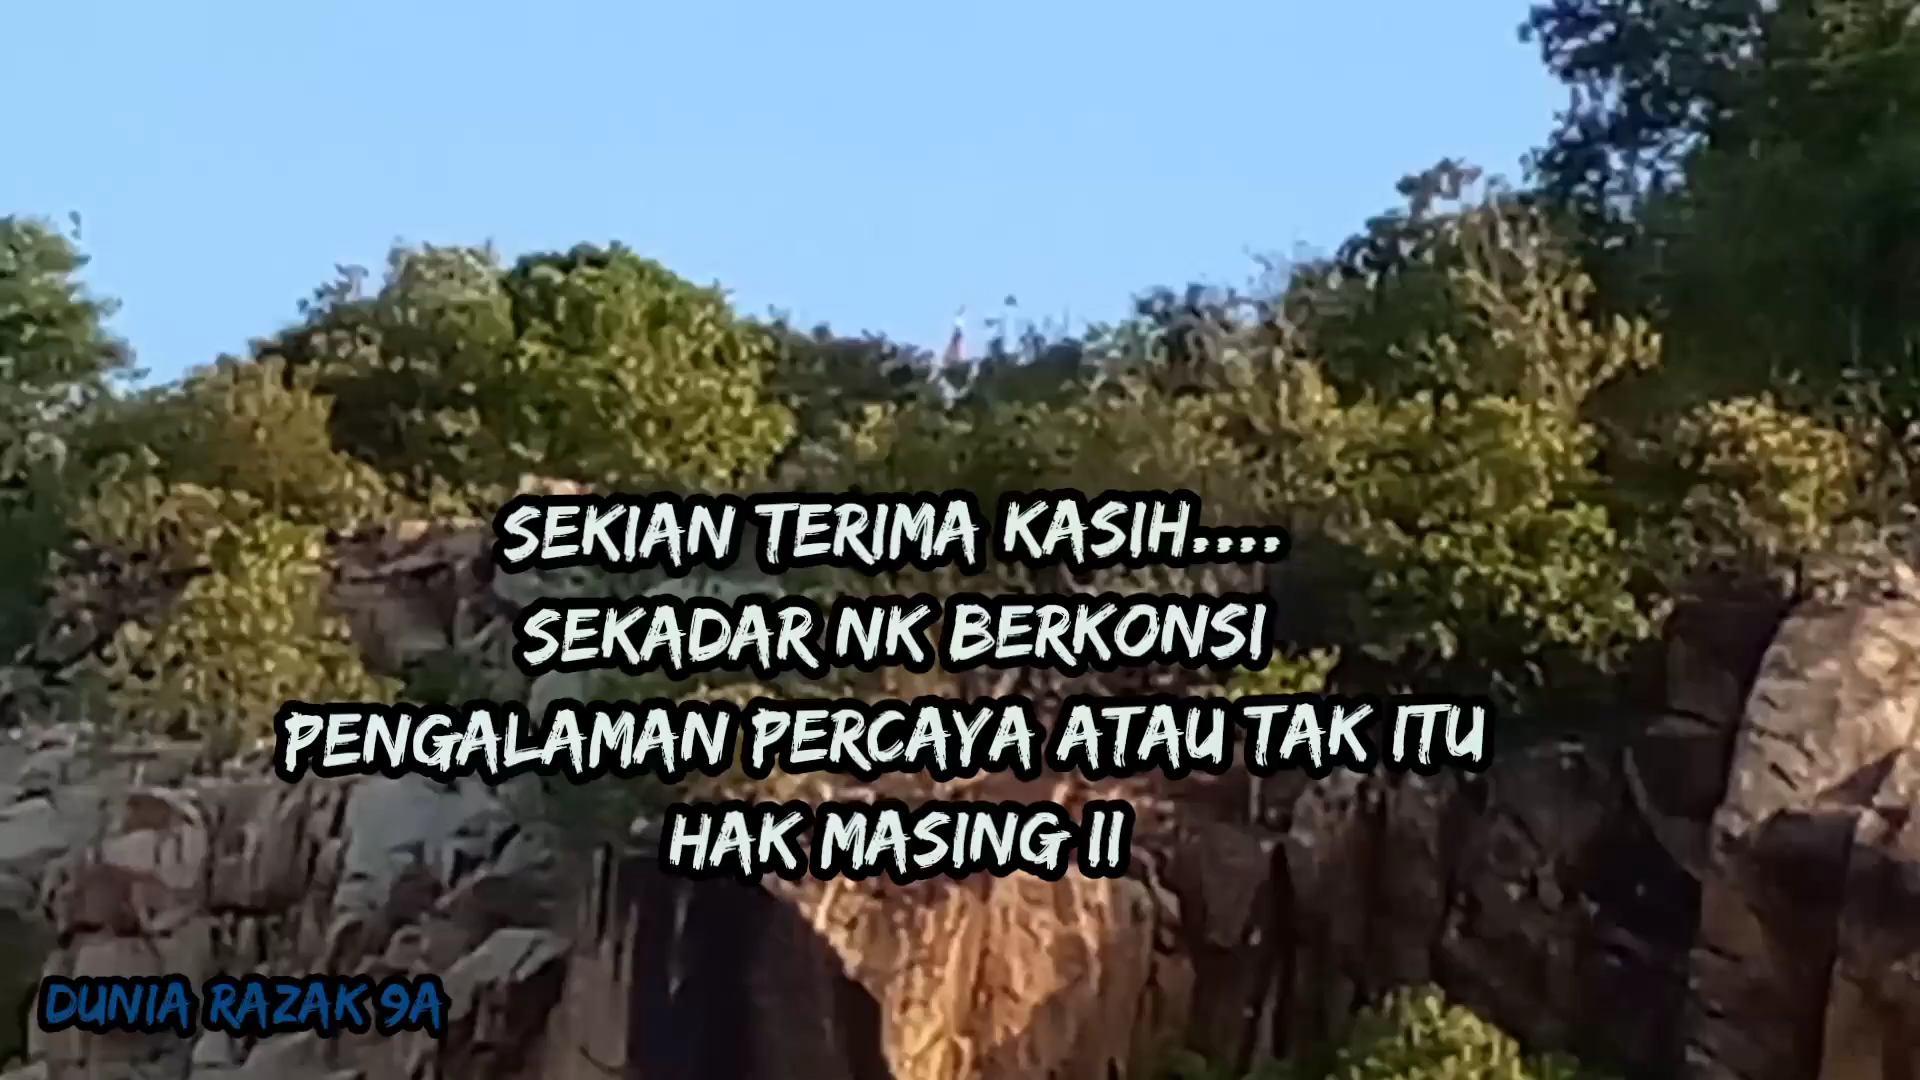 SEKIAN TERIMA KASIH....
SEKADAR NK BERKONSI
PENGALAMAN PERCAYA ATAU TAK ITU
HAK MASING II
DUNIA RAZAK 9A